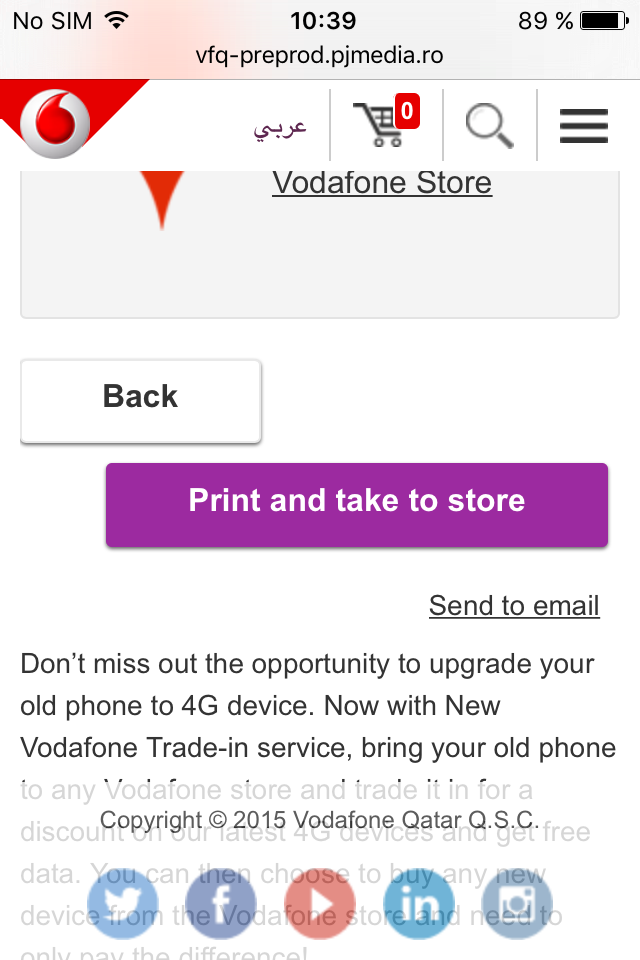 No SIM 10:39 89 %
vfq-preprod.pjmedia.ro
عربي 0
Vodafone Store
Back
Print and take to store
Send to email
Don’t miss out the opportunity to upgrade your
old phone to 4G device. Now with New
Vodafone Trade-in service, bring your old phone
to any Vodafone store and trade it in for a
Copyright © 2015 Vodafone Qatar Q.S.C.
discount on our latest 4G devices and get free
data. You can then choose to buy any new
device from the Vodafone store and need to
only pay the difference!
f
in